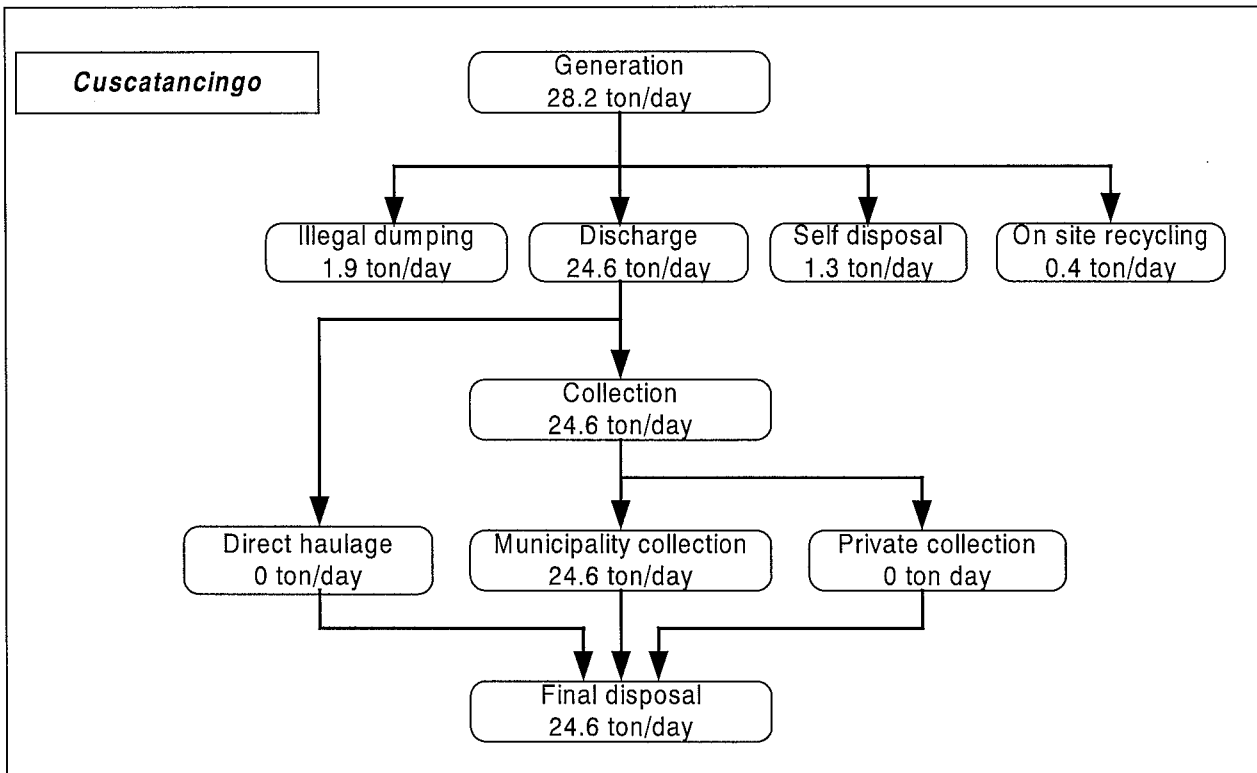 Cuscatancingo
Generation
28.2 ton/day
Illegal dumping
1.9 ton/day
Discharge
24.6 ton/day
Self disposal
1.3 ton/day
On site recycling
0.4 ton/day
Collection
24.6 ton/day
Direct haulage
0 ton/day
Municipality collection
24.6 ton/day
Private collection
0 ton day
Final disposal
24.6 ton/day